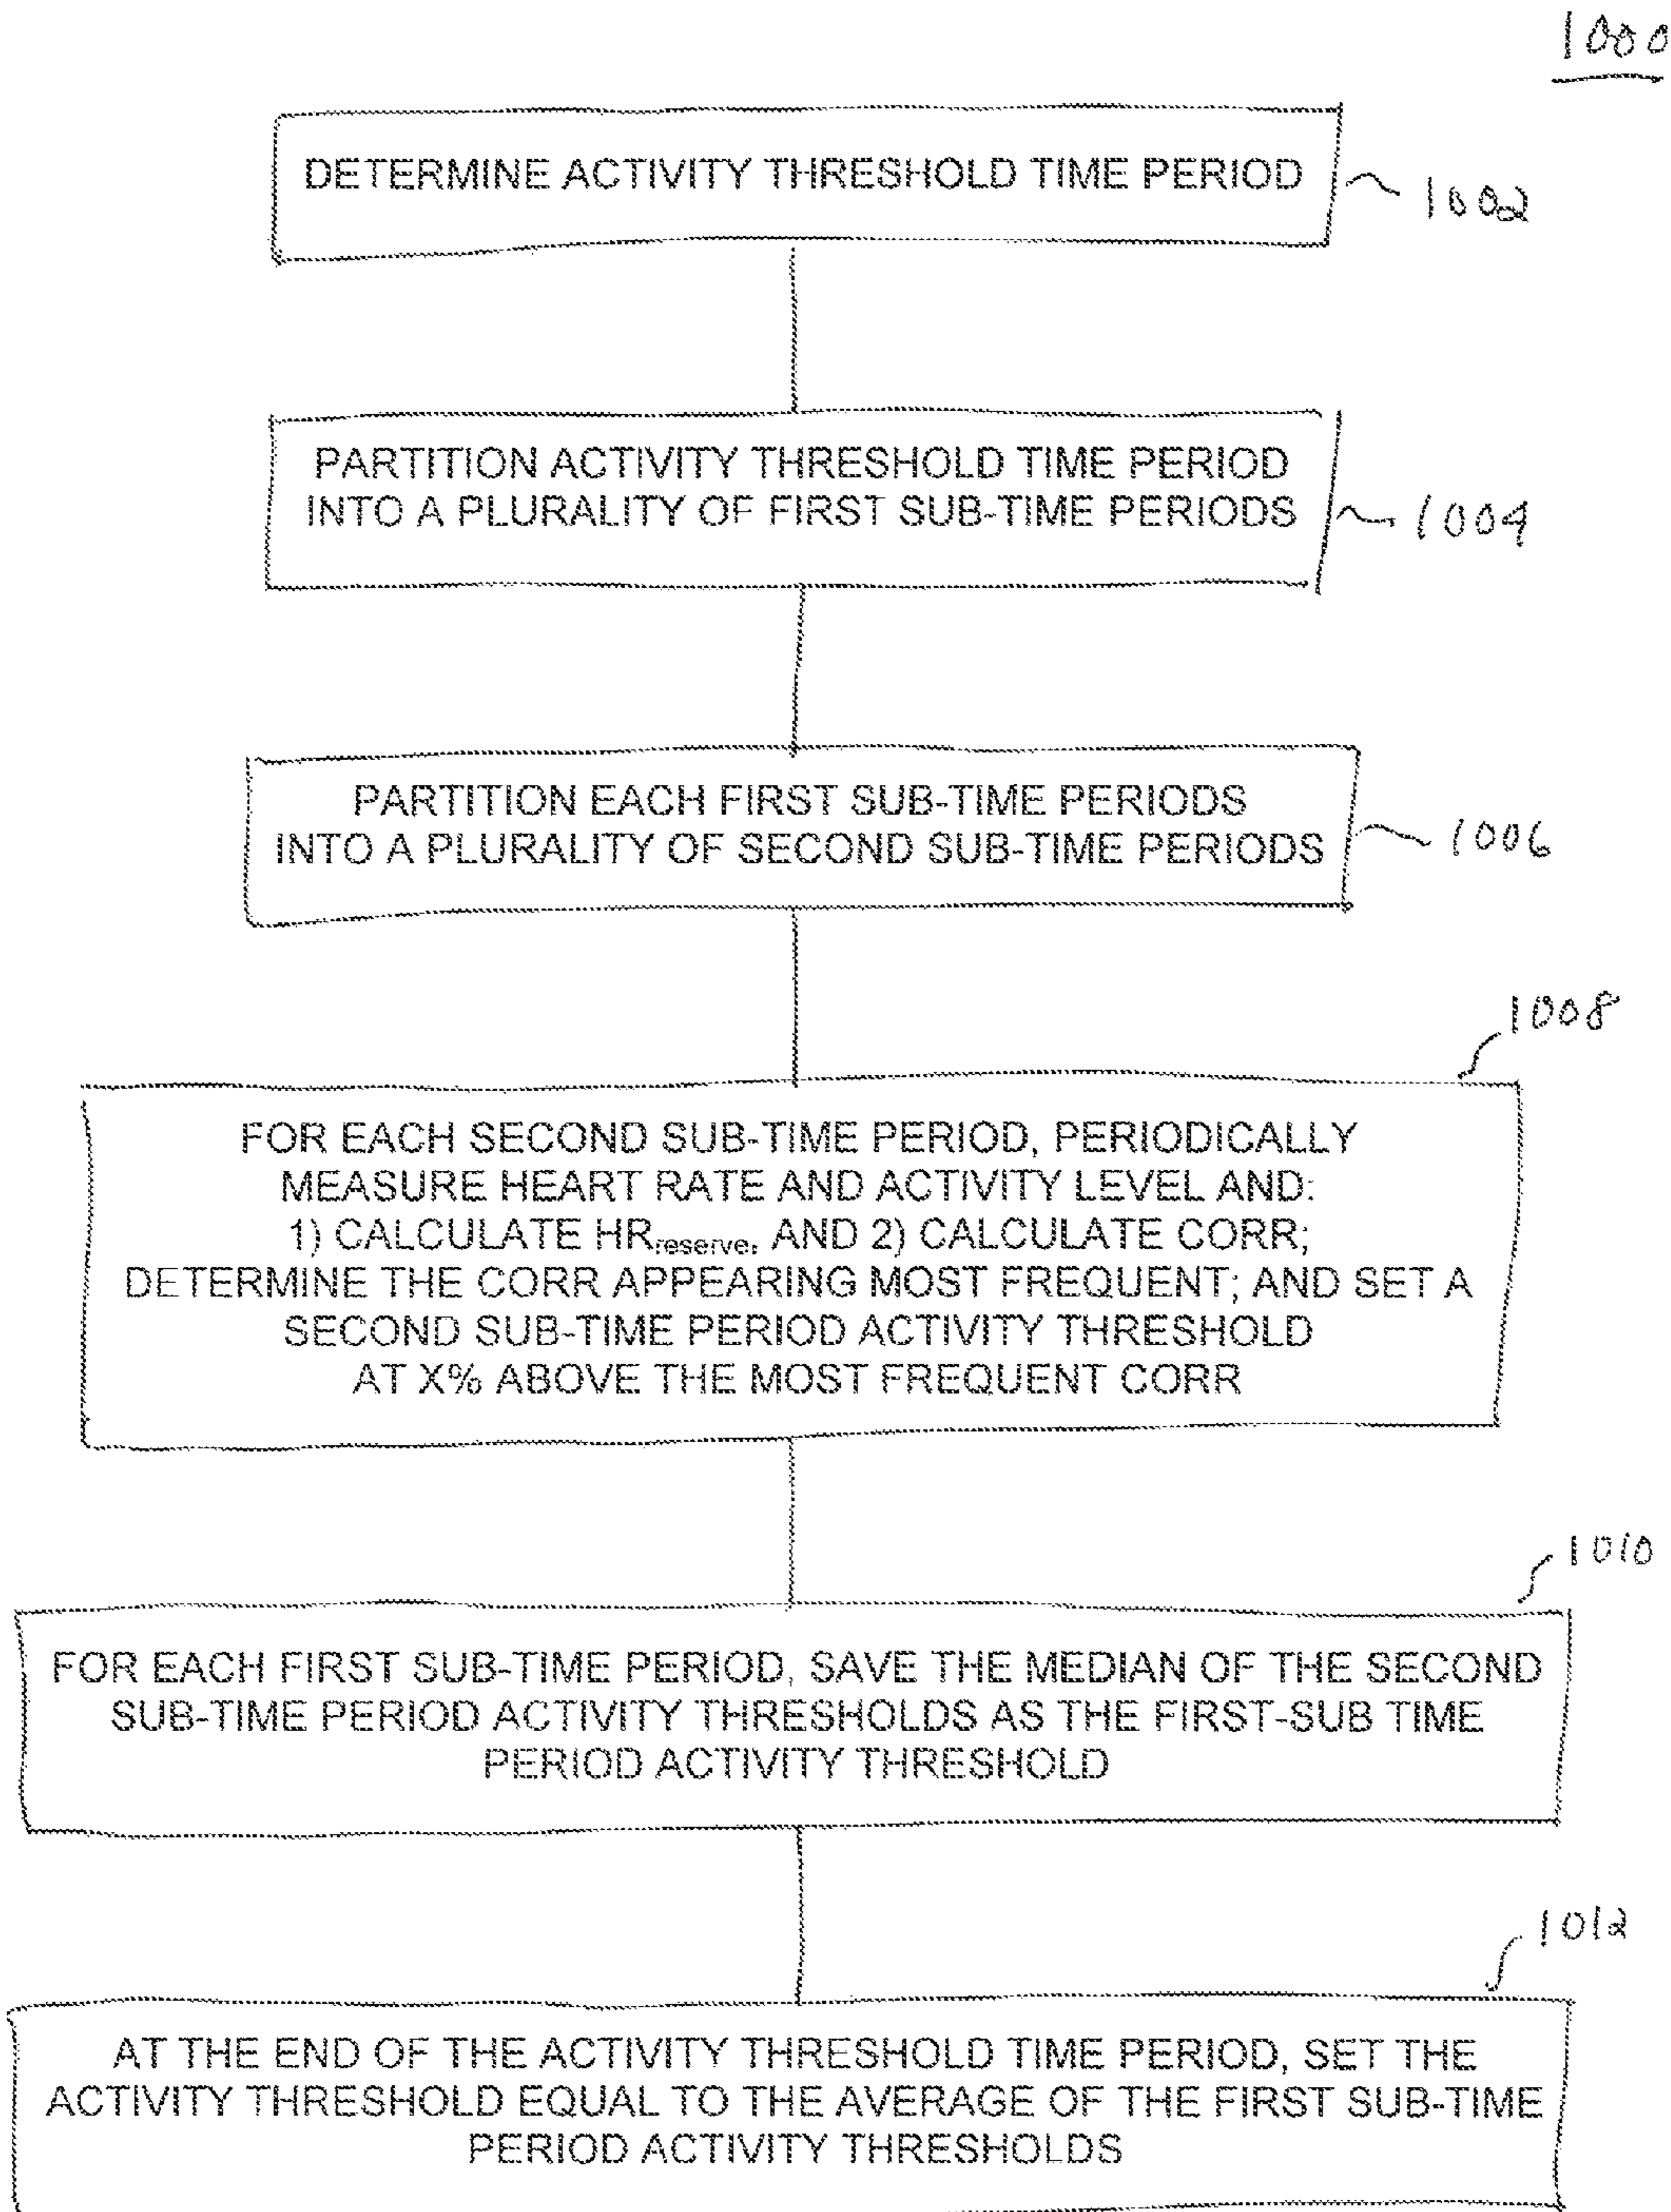 1000
DETERMINE ACTIVITY THRESHOLD TIME PERIOD
1002
PARTITION ACTIVITY THRESHOLD TIME PERIOD
INTO A PLURALITY OF FIRST SUB-TIME PERIODS
1004
PARTITION EACH FIRST SUB-TIME PERIODS
INTO A PLURALITY OF SECOND SUB-TIME PERIODS
1006
1008
FOR EACH SECOND SUB-TIME PERIOD, PERIODICALLY
MEASURE HEART RATE AND ACTIVITY LEVEL AND:
1) CALCULATE HRreserve, AND 2) CALCULATE CORR;
DETERMINE THE CORR APPEARING MOST FREQUENT; AND SET A
SECOND SUB-TIME PERIOD ACTIVITY THRESHOLD
AT X% ABOVE THE MOST FREQUENT CORR
1010
FOR EACH FIRST SUB-TIME PERIOD, SAVE THE MEDIAN OF THE SECOND
SUB-TIME PERIOD ACTIVITY THRESHOLDS AS THE FIRST-SUB TIME
PERIOD ACTIVITY THRESHOLD
1012
AT THE END OF THE ACTIVITY THRESHOLD TIME PERIOD, SET THE
ACTIVITY THRESHOLD EQUAL TO THE AVERAGE OF THE FIRST SUB-TIME
PERIOD ACTIVITY THRESHOLDS